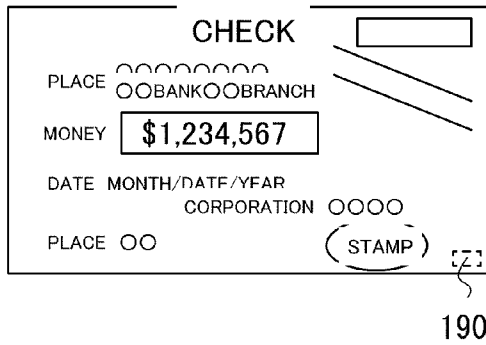 CHECK
PLACE ○○○○○○○○
○○BANK○○BRANCH
MONEY $1,234,567
DATE MONTH/DATE/YEAR
CORPORATION ○○○○
PLACE ○○
STAMP
190